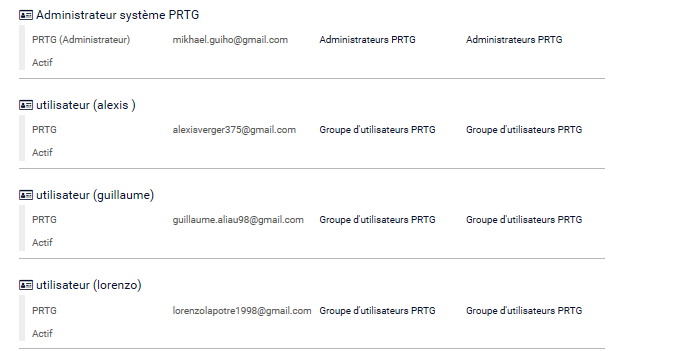 Administrateur système PRTG
PRTG (Administrateur) mikhael.guiho@gmail.com Administrateurs PRTG Administrateurs PRTG
Actif
utilisateur (alexis )
PRTG alexisverger375@gmail.com Groupe d'utilisateurs PRTG Groupe d'utilisateurs PRTG
Actif
utilisateur (guillaume)
PRTG guillaume.aliau98@gmail.com Groupe d'utilisateurs PRTG Groupe d'utilisateurs PRTG
Actif
utilisateur (lorenzo)
PRTG lorenzolapotre1998@gmail.com Groupe d'utilisateurs PRTG Groupe d'utilisateurs PRTG
Actif